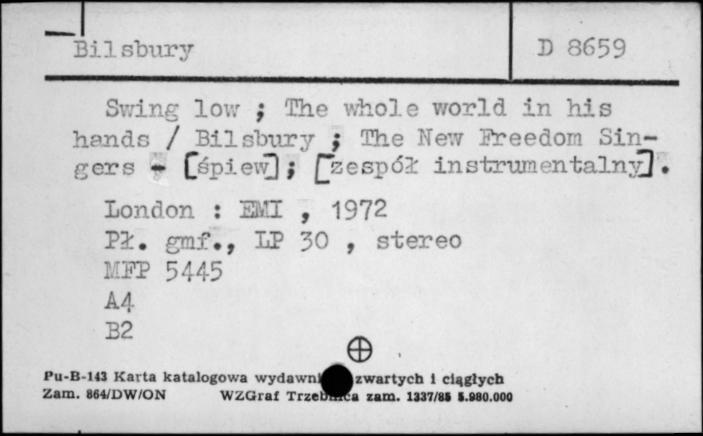 Bilsbury
D 8659
Swing low ; The whole world in his
hands / Bilsbury ; The New Freedom Sin-
gers - [śpiew] ; [zespół instrumentalny].
London : EMI , 1972
Pł. gmf., LP 30 , stereo
MFP 5445
A4
B2
Pu-B-143 Karta katalogowa zwartych i ciągłych
Zam. 864/DW/ON WZGraf Trzebnica zam. 1337/85 5.980.000